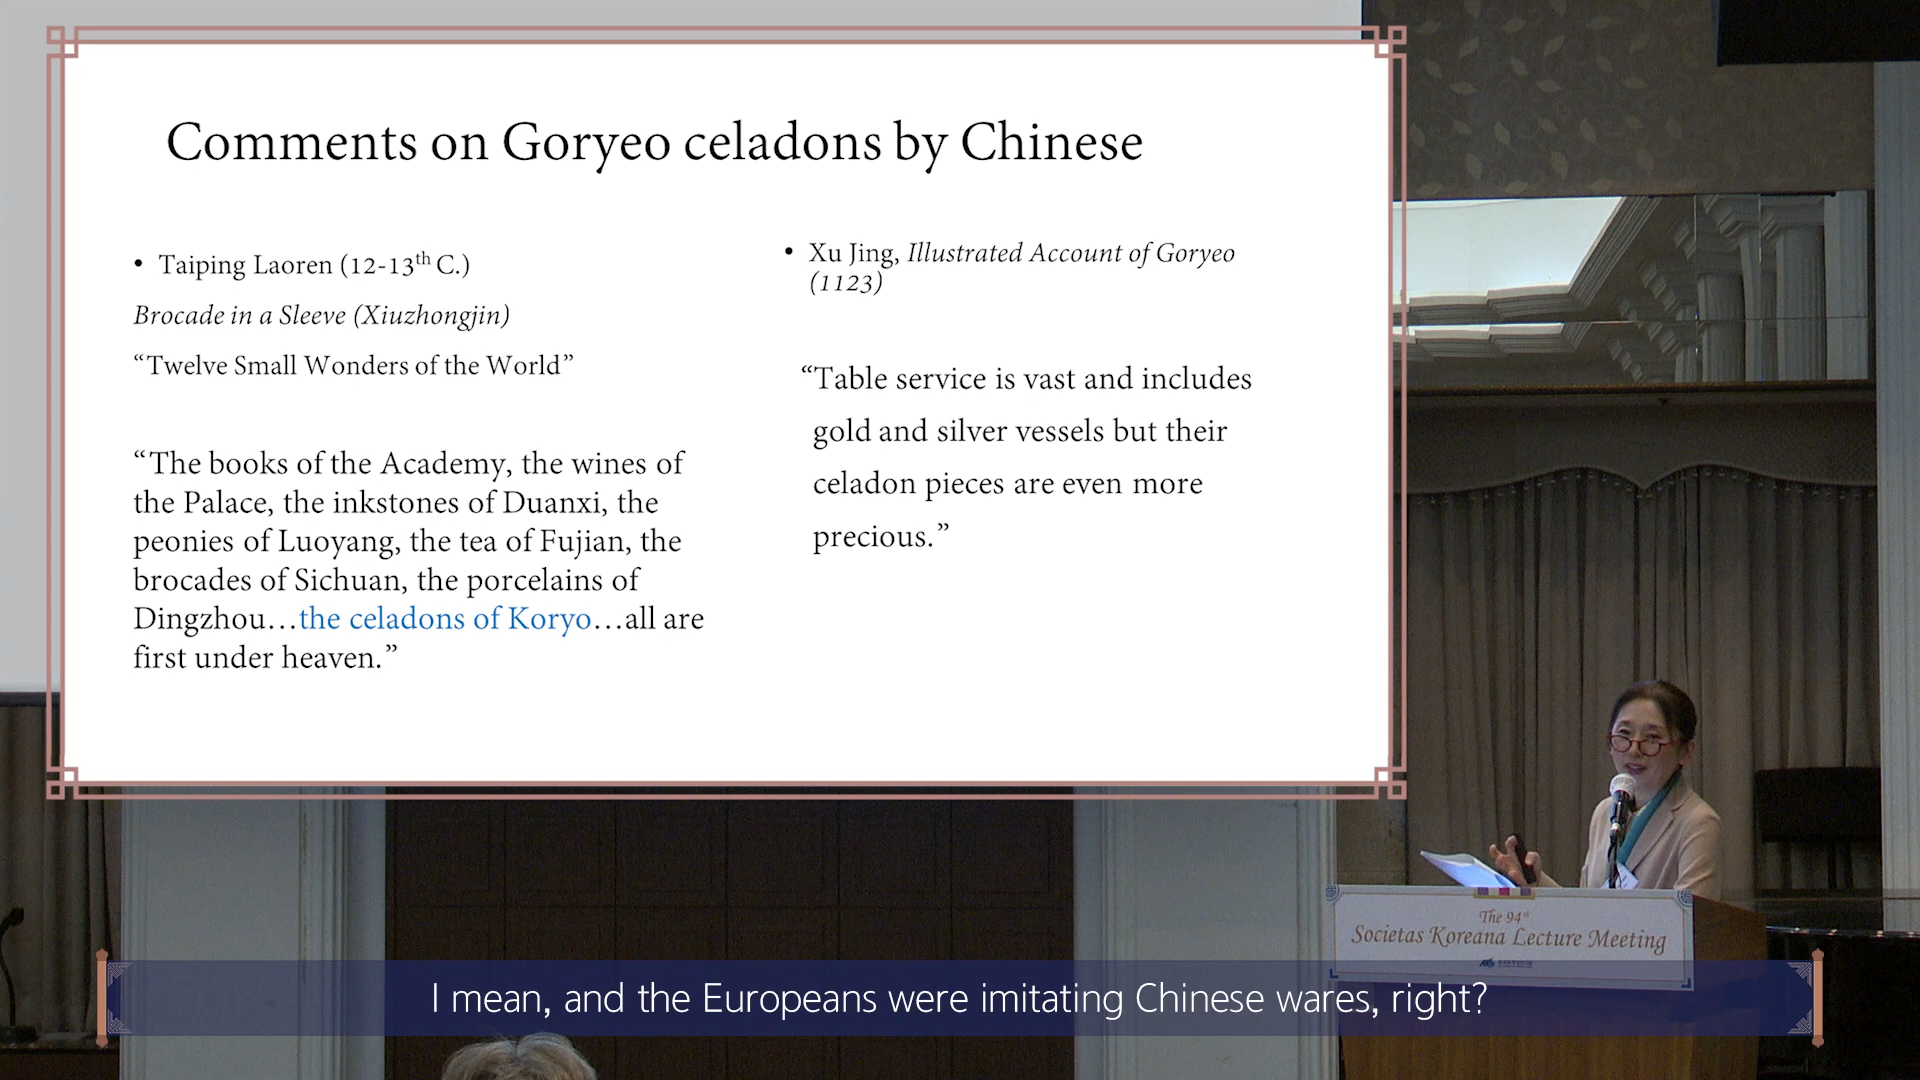 Comments on Goryeo celadons by Chinese
• Taiping Laoren (12-13th C.)
Brocade in a Sleeve (Xiuzhongjin)
“Twelve Small Wonders of the World”
“The books of the Academy, the wines of
the Palace, the inkstones of Duanxi, the
peonies of Luoyang, the tea of Fujian, the
brocades of Sichuan, the porcelains of
Dingzhou…the celadons of Koryo…all are
first under heaven.”
• Xu Jing, Illustrated Account of Goryeo
(1123)
“Table service is vast and includes
gold and silver vessels but their
celadon pieces are even more
precious.”
The 94th
Societas Koreana Lecture Meeting
I mean, and the Europeans were imitating Chinese wares, right?